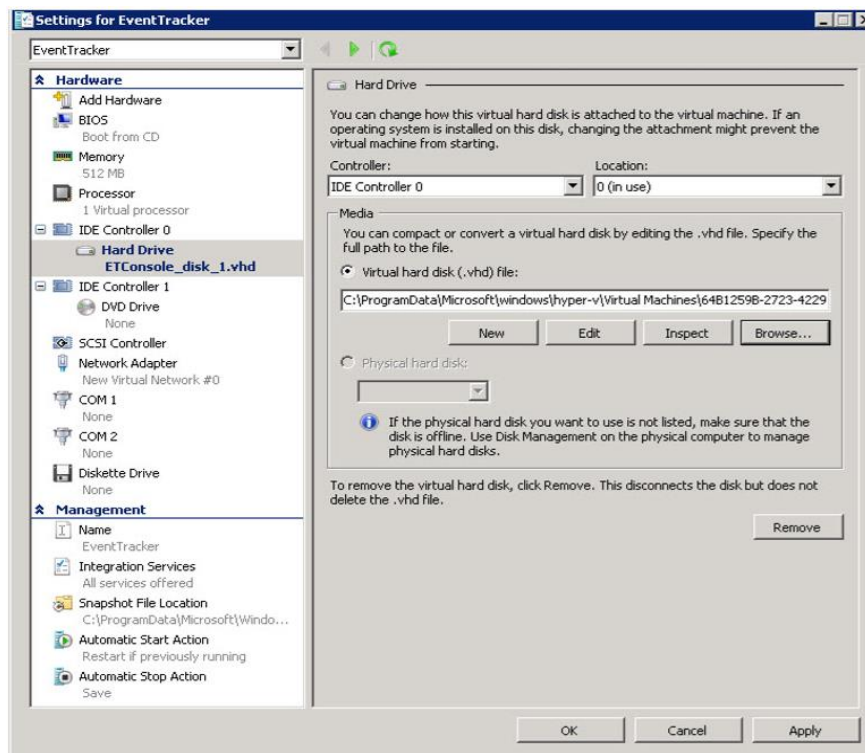 Settings for EventTracker
EventTracker
Hardware
Add Hardware
BIOS
Boot from CD
Memory
512 MB
Processor
1 Virtual processor
IDE Controller 0
Hard Drive
ETConsole_disk_1.vhd
IDE Controller 1
DVD Drive
None
SCSI Controller
Network Adapter
New Virtual Network #0
COM 1
None
COM 2
None
Diskette Drive
None
Management
Name
EventTracker
Integration Services
All services offered
Snapshot File Location
C:\ProgramData\Microsoft\Windo...
Automatic Start Action
Restart if previously running
Automatic Stop Action
Save
Hard Drive
You can change how this virtual hard disk is attached to the virtual machine. If an
operating system is installed on this disk, changing the attachment might prevent the
virtual machine from starting.
Controller: Location:
IDE Controller 0 0 (in use)
Media
You can compact or convert a virtual hard disk by editing the .vhd file. Specify the
full path to the file.
Virtual hard disk (.vhd) file:
C:\ProgramData\Microsoft\windows\hyper-v\Virtual Machines\64B1259B-2723-4229
New Edit Inspect Browse...
Physical hard disk:
If the physical hard disk you want to use is not listed, make sure that the
disk is offline. Use Disk Management on the physical computer to manage
physical hard disks.
To remove the virtual hard disk, click Remove. This disconnects the disk but does not
delete the .vhd file.
Remove
OK Cancel Apply